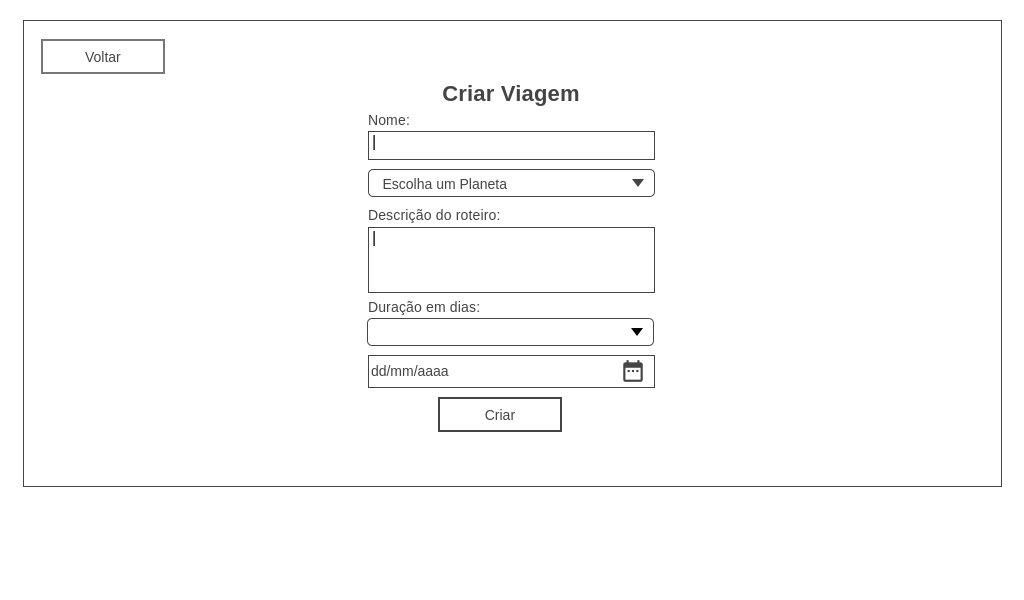 Voltar
Criar Viagem
Nome:
Escolha um Planeta
Descrição do roteiro:
Duração em dias:
dd/mm/aaaa
Criar